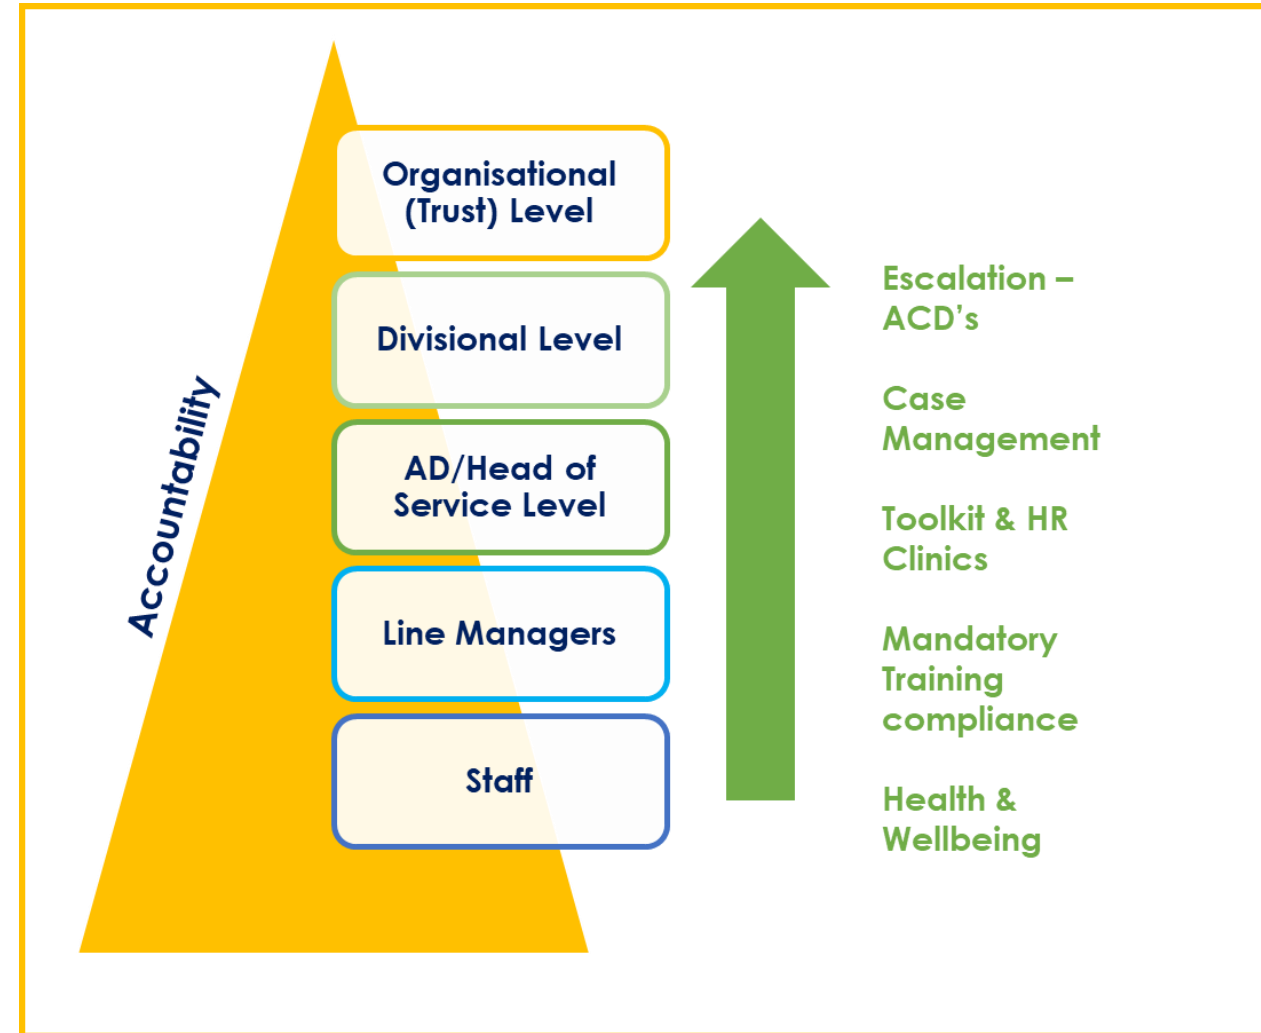 Accountability
Organisational
(Trust) Level
Divisional Level
AD/Head of
Service Level
Line Managers
Staff
Escalation –
ACD’s
Case
Management
Toolkit & HR
Clinics
Mandatory
Training
compliance
Health &
Wellbeing